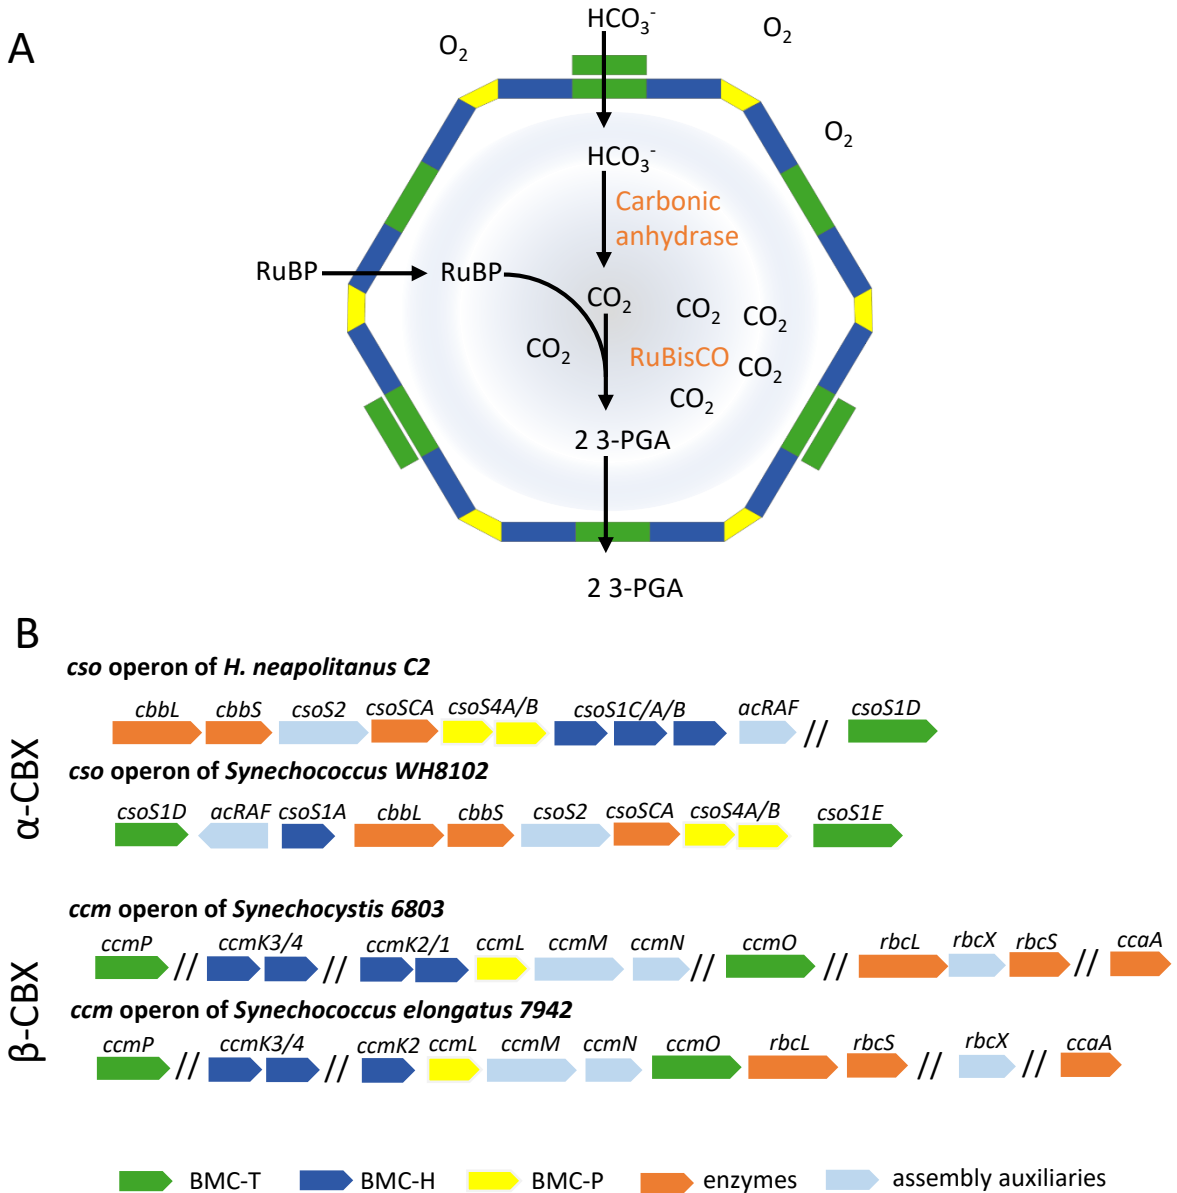 A
HCO₃⁻
O₂
O₂
O₂
HCO₃⁻
Carbonic
anhydrase
RuBP
RuBP
CO₂
CO₂
CO₂
CO₂
RuBisCO
CO₂
CO₂
2 3-PGA
2 3-PGA
B
α-CBX
cso operon of H. neapolitanus C2
cbbL cbbS csoS2 csoSCA csoS4A/B csoS1C/A/B acRAF // csoS1D
cso operon of Synechococcus WH8102
csoS1D acRAF csoS1A cbbL cbbS csoS2 csoSCA csoS4A/B csoS1E
β-CBX
ccm operon of Synechocystis 6803
ccmP // ccmK3/4 // ccmK2/1 ccmL ccmM ccmN // ccmO // rbcL rbcX rbcS // ccaA
ccm operon of Synechococcus elongatus 7942
ccmP // ccmK3/4 // ccmK2 ccmL ccmM ccmN ccmO rbcL rbcS // rbcX // ccaA
BMC-T BMC-H BMC-P enzymes assembly auxiliaries